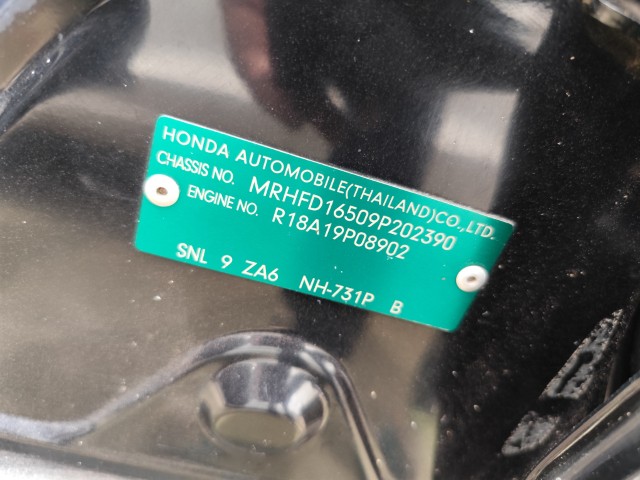 HONDA AUTOMOBILE(THAILAND)CO.,LTD.
CHASSIS NO. MRHFD16509P202390
ENGINE NO. R18A19P08902
SNL 9 ZA6 NH-731P B